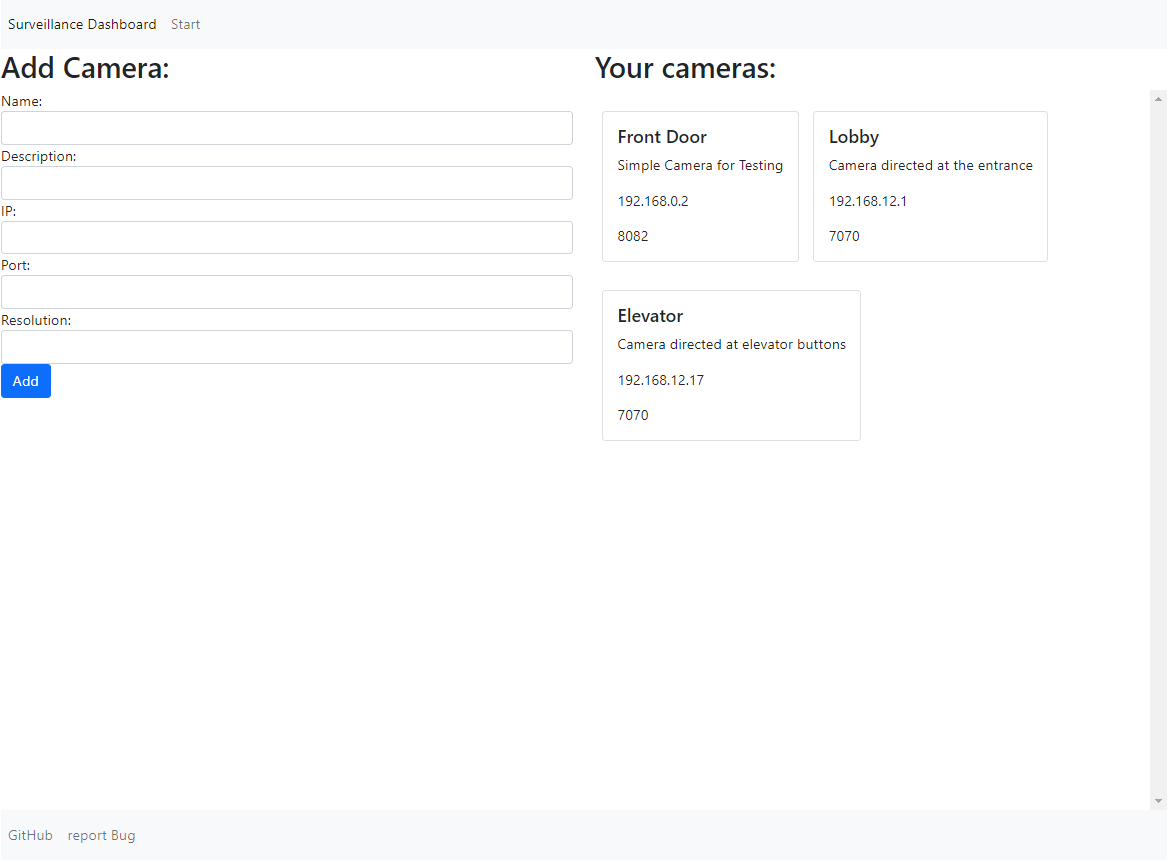 Surveillance Dashboard Start
Add Camera:
Name:
Description:
IP:
Port:
Resolution:
Add
Your cameras:
Front Door
Simple Camera for Testing
192.168.0.2
8082
Lobby
Camera directed at the entrance
192.168.12.1
7070
Elevator
Camera directed at elevator buttons
192.168.12.17
7070
GitHub report Bug